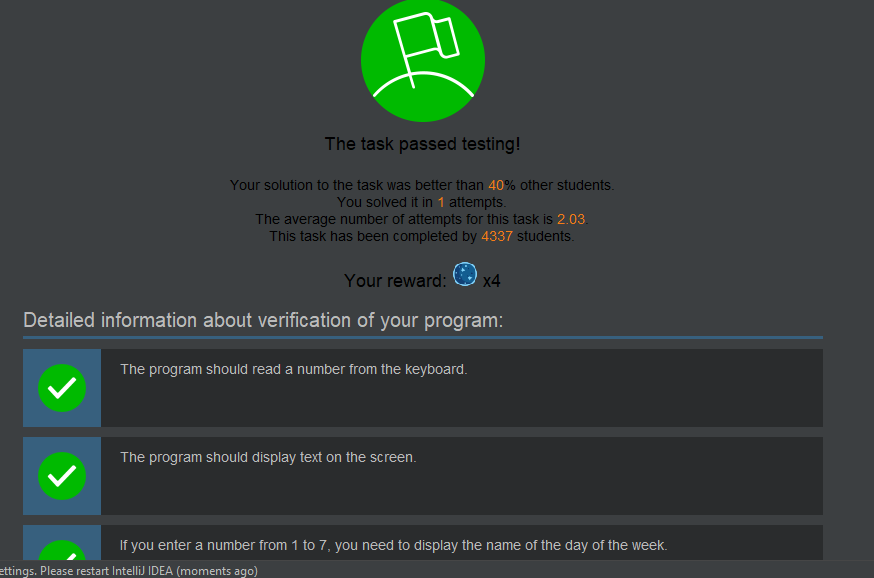 The task passed testing!
Your solution to the task was better than 40% other students.
You solved it in 1 attempts.
The average number of attempts for this task is 2.03
This task has been completed by 4337 students.
Your reward: x4
Detailed information about verification of your program:
The program should read a number from the keyboard.
The program should display text on the screen.
If you enter a number from 1 to 7, you need to display the name of the day of the week.
ettings. Please restart IntelliJ IDEA (moments ago)